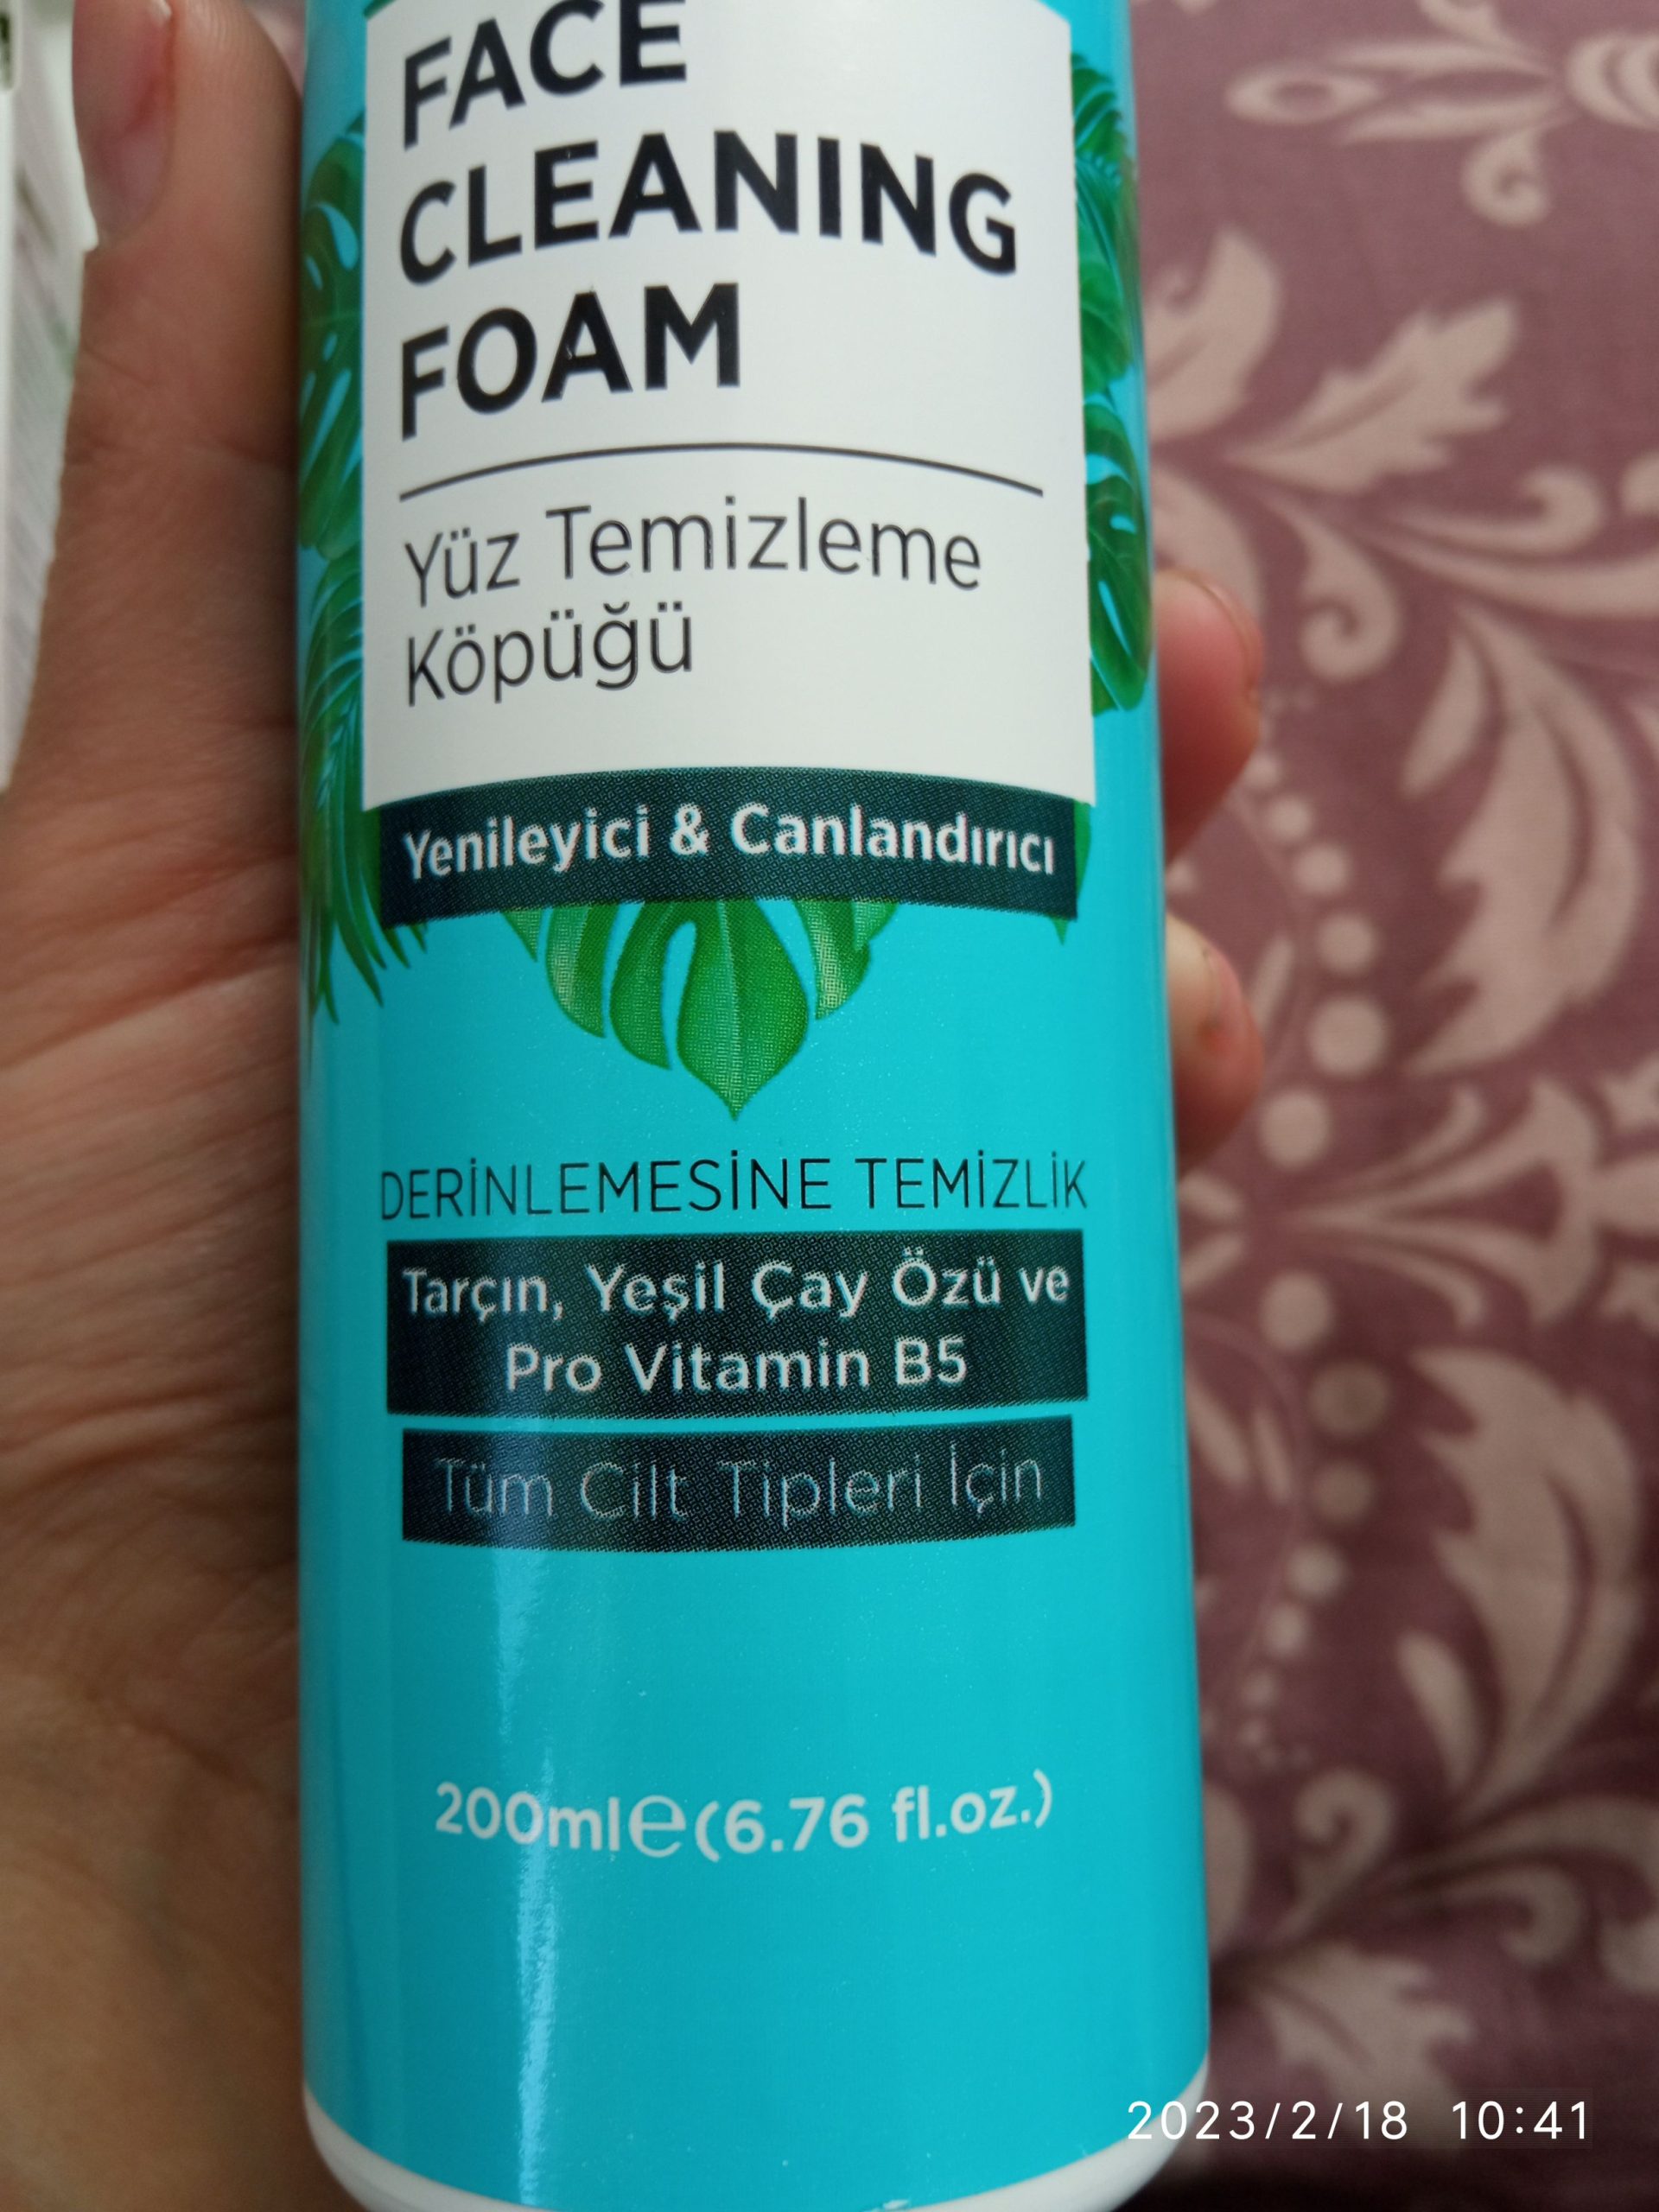 FACE
CLEANING
FOAM
Yüz Temizleme
Köpüğü
Yenileyici & Canlandırıcı
DERİNLEMESİNE TEMİZLİK
Tarçın, Yeşil Çay Özü ve
Pro Vitamin B5
Tüm Cilt Tipleri İçin
200ml℮(6.76 fl.oz.)
2023/2/18 10:41